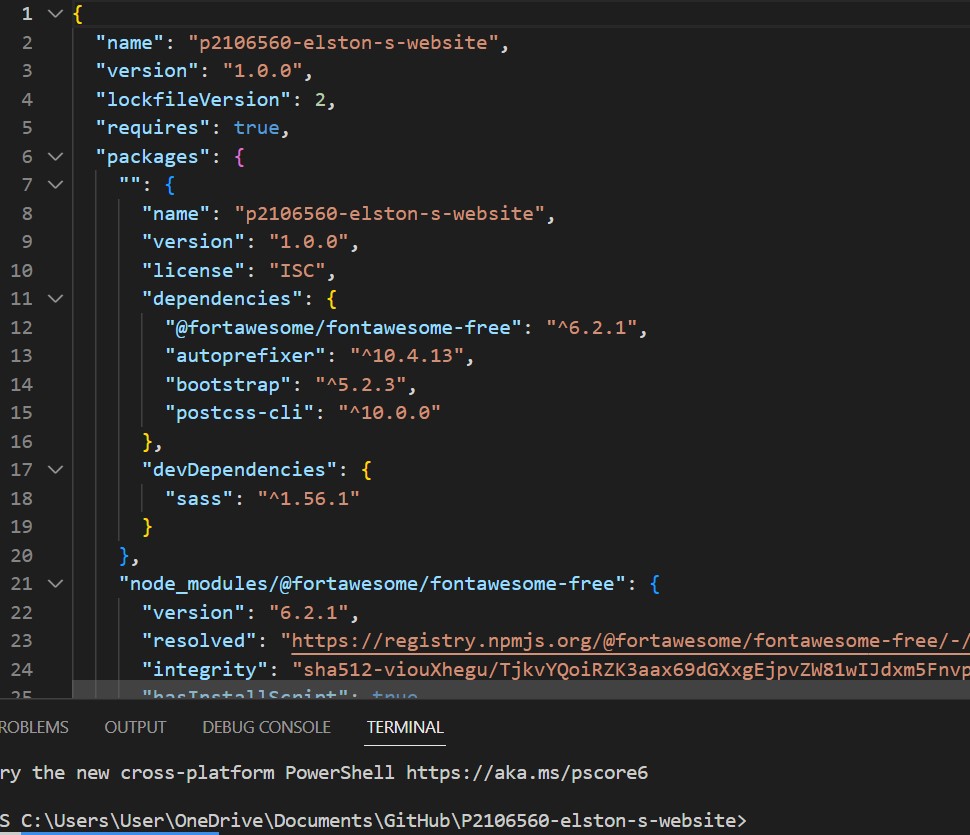 1 {
2 "name": "p2106560-elston-s-website",
3 "version": "1.0.0",
4 "lockfileVersion": 2,
5 "requires": true,
6 "packages": {
7 "": {
8 "name": "p2106560-elston-s-website",
9 "version": "1.0.0",
10 "license": "ISC",
11 "dependencies": {
12 "@fortawesome/fontawesome-free": "^6.2.1",
13 "autoprefixer": "^10.4.13",
14 "bootstrap": "^5.2.3",
15 "postcss-cli": "^10.0.0"
16 },
17 "devDependencies": {
18 "sass": "^1.56.1"
19 }
20 },
21 "node_modules/@fortawesome/fontawesome-free": {
22 "version": "6.2.1",
23 "resolved": "https://registry.npmjs.org/@fortawesome/fontawesome-free/-/
24 "integrity": "sha512-viouXhegu/TjkvYQoiRZK3aax69dGXxgEjpvZW81wIJdxm5Fnvp
25 "hasInstallScript": true
ROBLEMS OUTPUT DEBUG CONSOLE TERMINAL
ry the new cross-platform PowerShell https://aka.ms/pscore6
S C:\Users\User\OneDrive\Documents\GitHub\P2106560-elston-s-website>